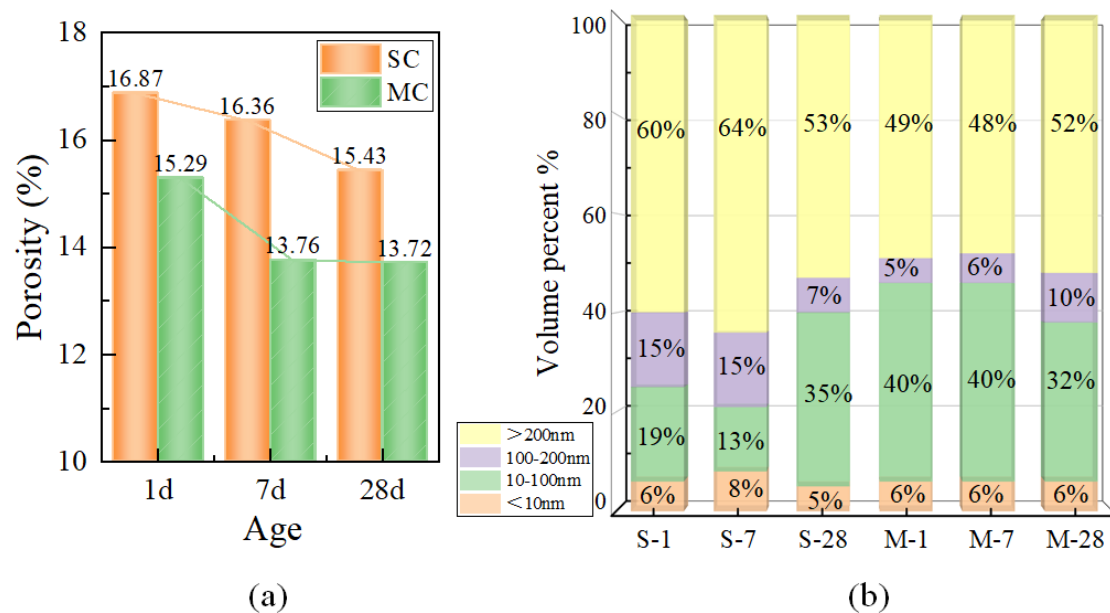 18
16
14
12
10
Porosity (%)
SC
MC
16.87
15.29
16.36
13.76
15.43
13.72
1d
7d
28d
Age
(a)
100
80
60
40
20
0
Volume percent %
60%
64%
53%
49%
48%
52%
15%
15%
7%
5%
6%
10%
19%
13%
35%
40%
40%
32%
6%
8%
5%
6%
6%
6%
>200nm
100-200nm
10-100nm
<10nm
S-1
S-7
S-28
M-1
M-7
M-28
(b)